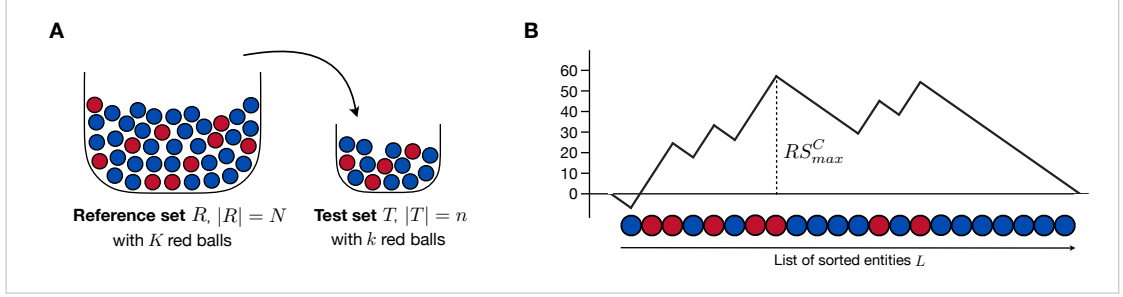 A
Reference set R, |R| = N
with K red balls
Test set T, |T| = n
with k red balls
B
60
50
40
30
20
10
0
RS^C_max
List of sorted entities L